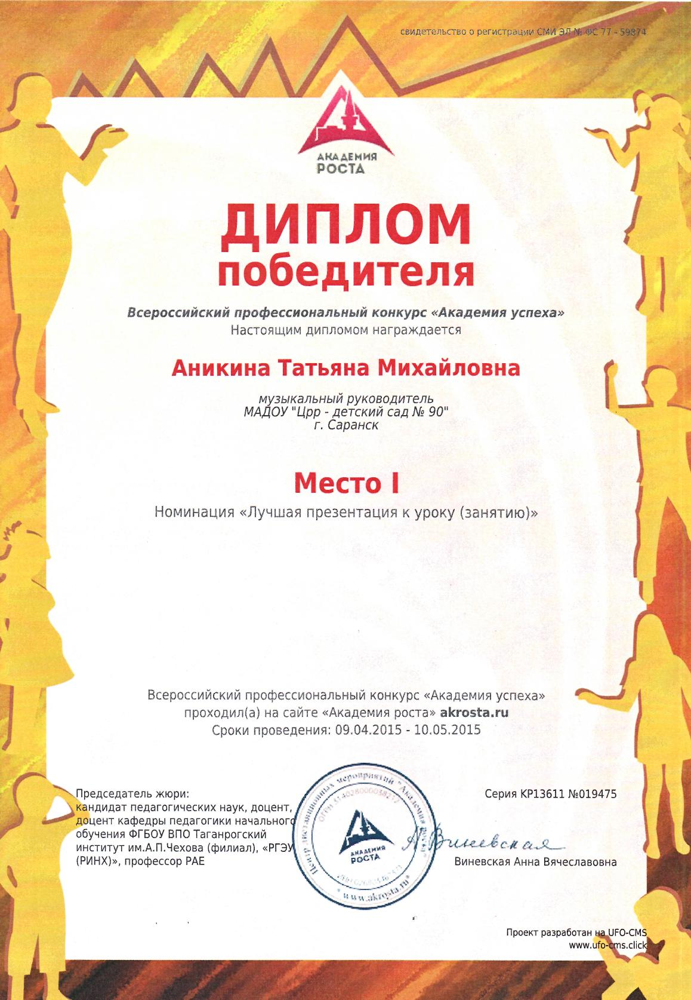 свидетельство о регистрации СМИ ЭЛ № ФС 77 - 59874
АКАДЕМИЯ
РОСТА
ДИПЛОМ
победителя
Всероссийский профессиональный конкурс «Академия успеха»
Настоящим дипломом награждается
Аникина Татьяна Михайловна
музыкальный руководитель
МАДОУ "Црр - детский сад № 90"
г. Саранск
Место I
Номинация «Лучшая презентация к уроку (занятию)»
Всероссийский профессиональный конкурс «Академия успеха»
проходил(а) на сайте «Академия роста» akrosta.ru
Сроки проведения: 09.04.2015 - 10.05.2015
Председатель жюри:
кандидат педагогических наук, доцент,
доцент кафедры педагогики начального
обучения ФГБОУ ВПО Таганрогский
институт им.А.П.Чехова (филиал), «РГЭУ
(РИНХ)», профессор РАЕ
Центр дистанционных мероприятий "Академия роста"
АКАДЕМИЯ
РОСТА
* www.akrosta.ru *
Серия КР13611 №019475
А Виневская
Виневская Анна Вячеславовна
Проект разработан на UFO-CMS
www.ufo-cms.click